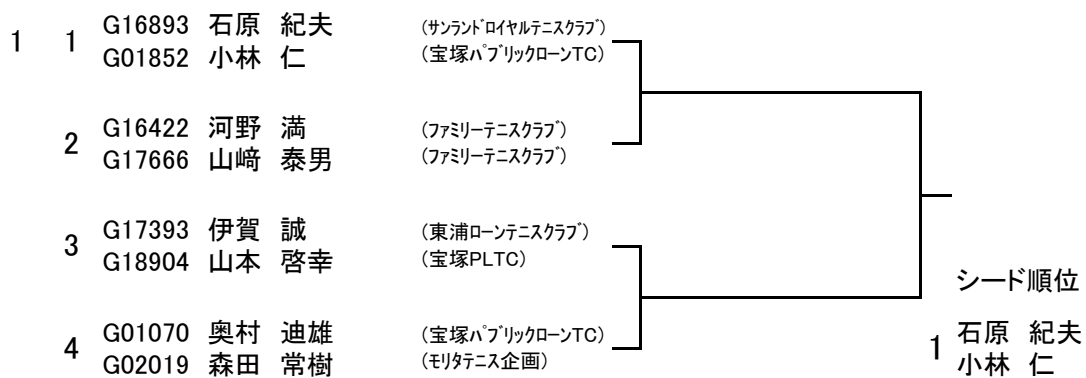 1 1 G16893 石原 紀夫 (サンランドロイヤルテニスクラブ)
G01852 小林 仁 (宝塚パブリックローンTC)
2 G16422 河野 満 (ファミリーテニスクラブ)
G17666 山﨑 泰男 (ファミリーテニスクラブ)
3 G17393 伊賀 誠 (東浦ローンテニスクラブ)
G18904 山本 啓幸 (宝塚PLTC)
4 G01070 奥村 迪雄 (宝塚パブリックローンTC)
G02019 森田 常樹 (モリタテニス企画)
シード順位
1 石原 紀夫
小林 仁